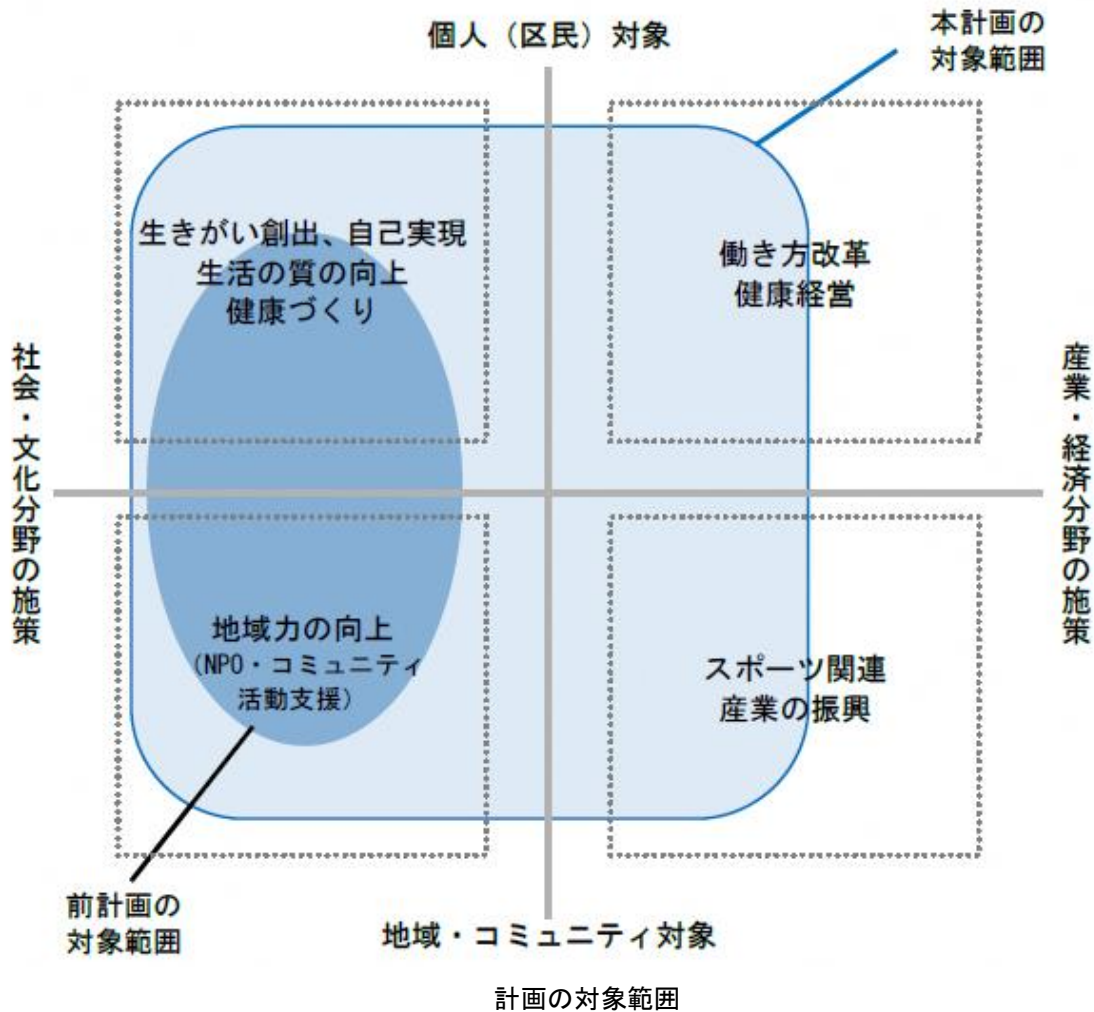 個人（区民）対象
本計画の
対象範囲
生きがい創出、自己実現
生活の質の向上
健康づくり
働き方改革
健康経営
社会・文化分野の施策
産業・経済分野の施策
地域力の向上
（NPO・コミュニティ
活動支援）
スポーツ関連
産業の振興
前計画の
対象範囲
地域・コミュニティ対象
計画の対象範囲